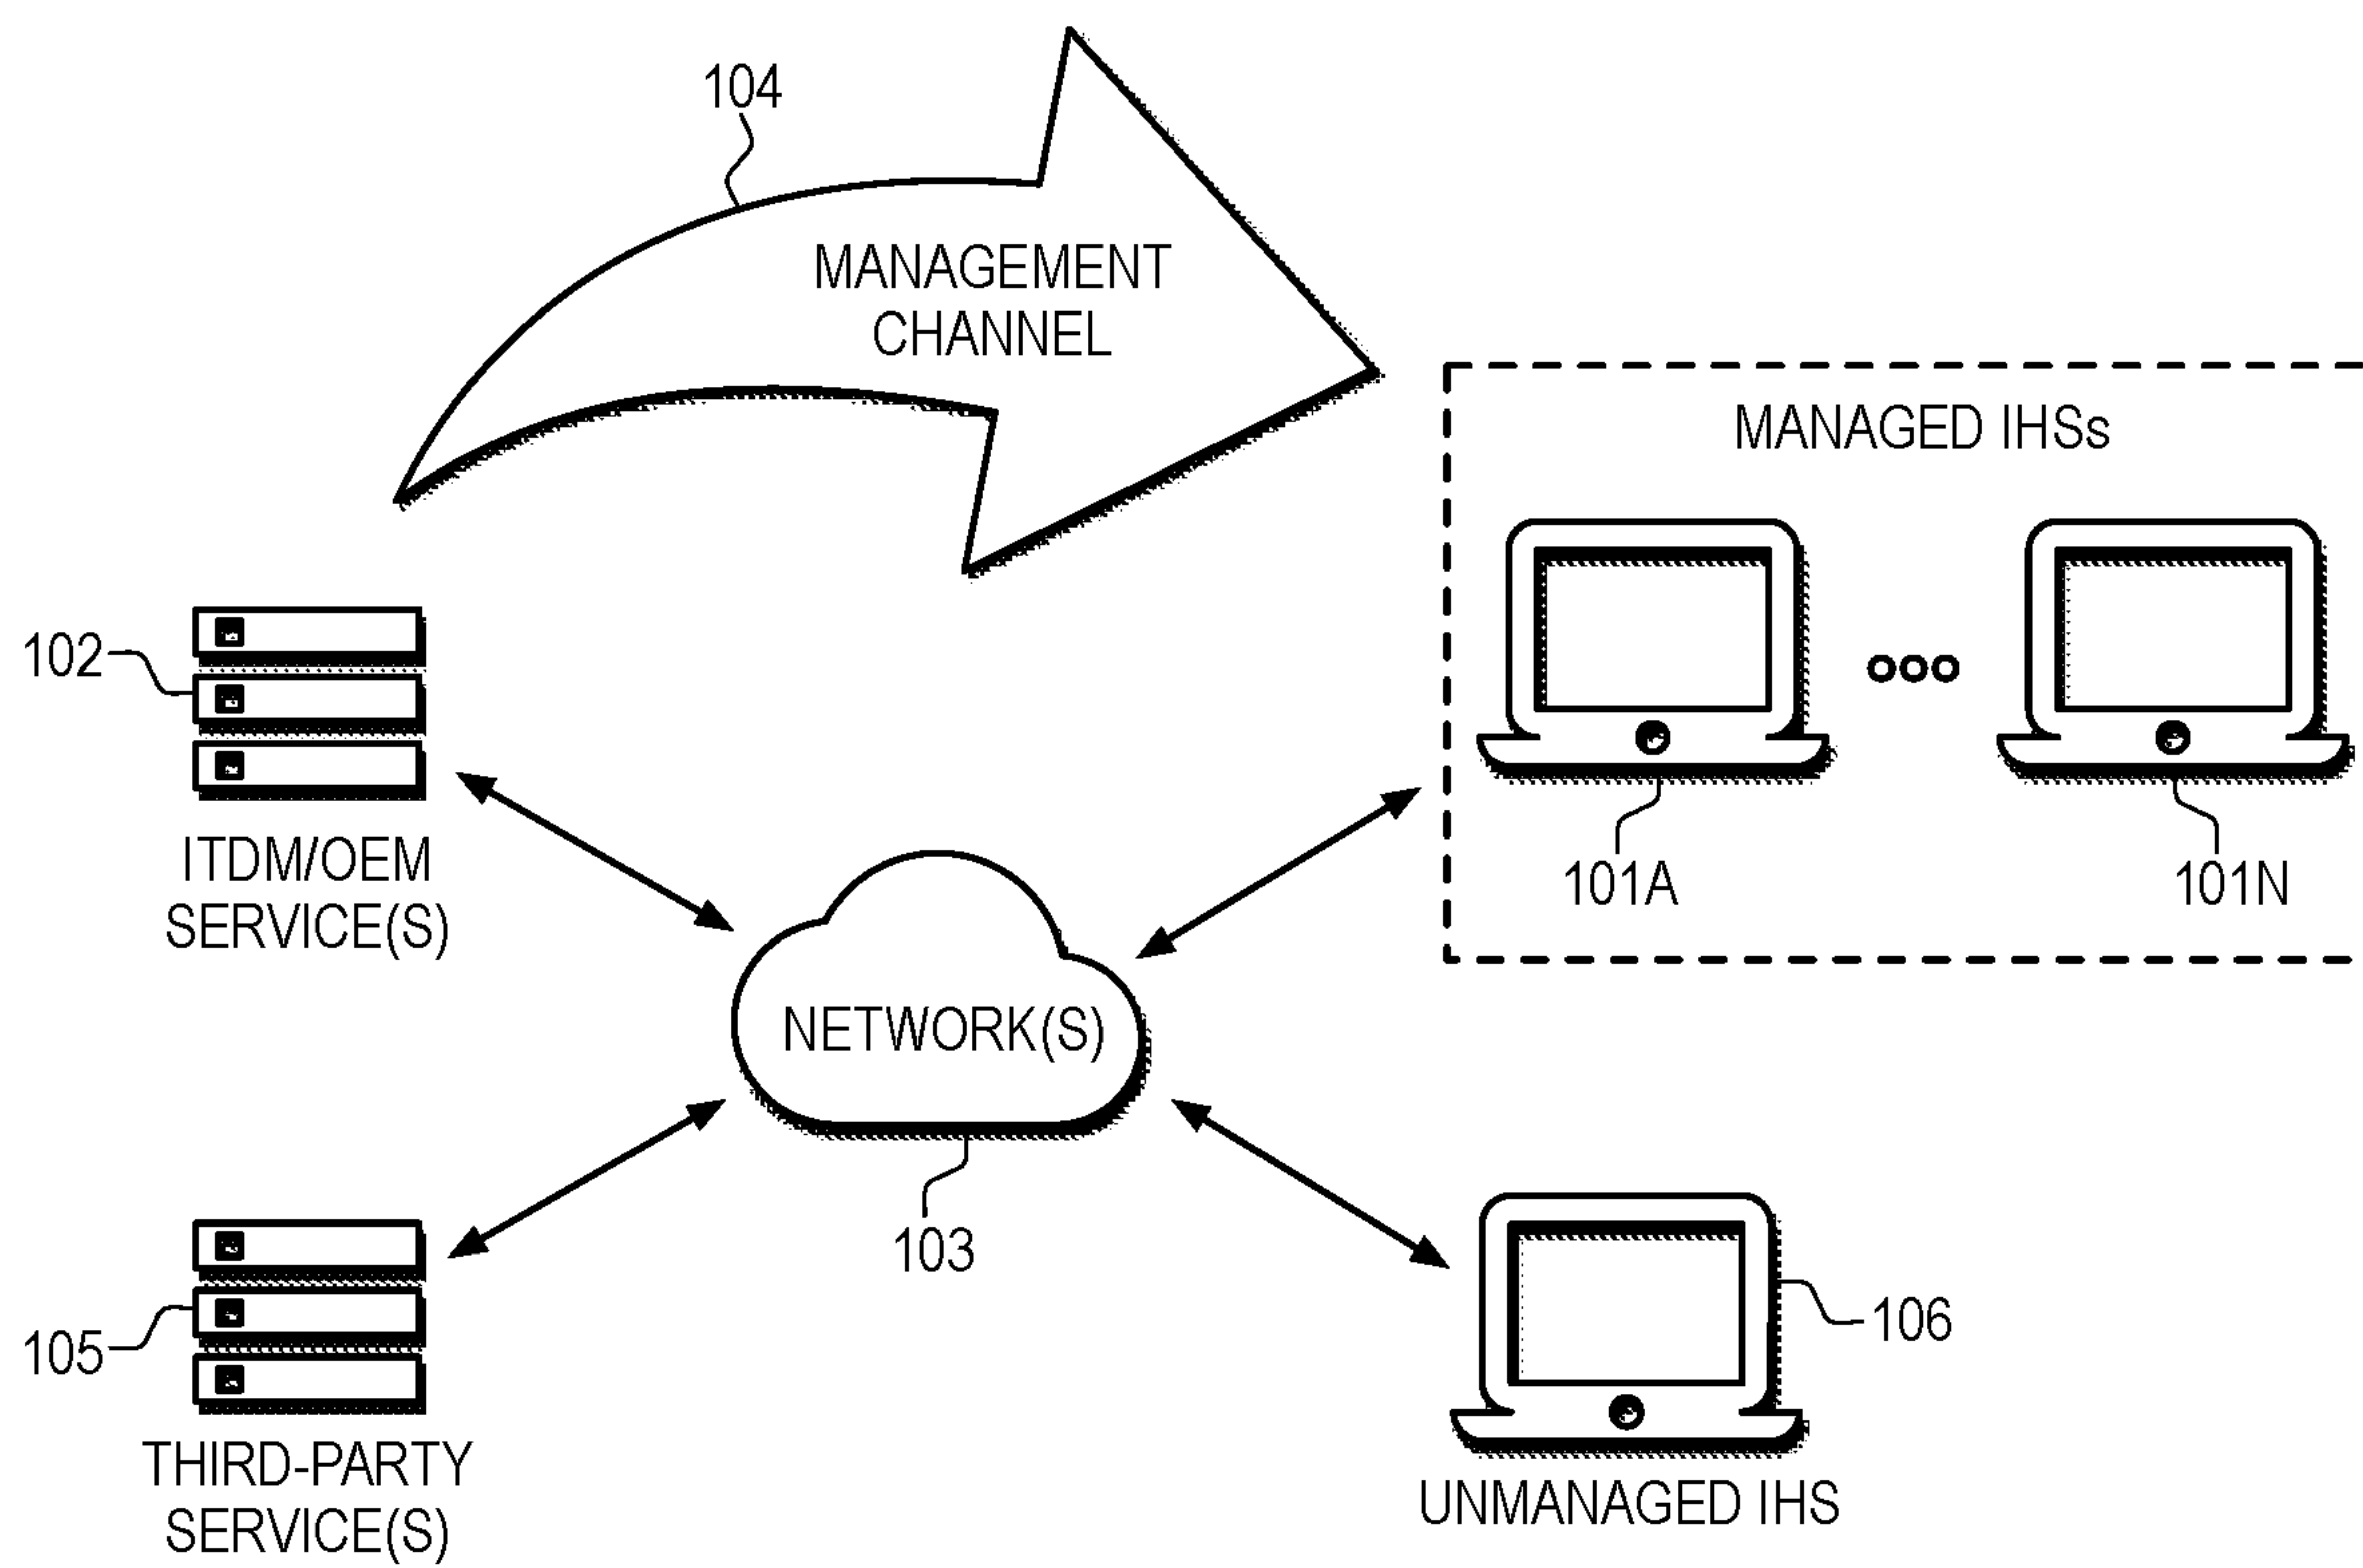 104
MANAGEMENT
CHANNEL
MANAGED IHSs
102
101A
101N
ITDM/OEM
SERVICE(S)
NETWORK(S)
103
105
106
THIRD-PARTY
SERVICE(S)
UNMANAGED IHS